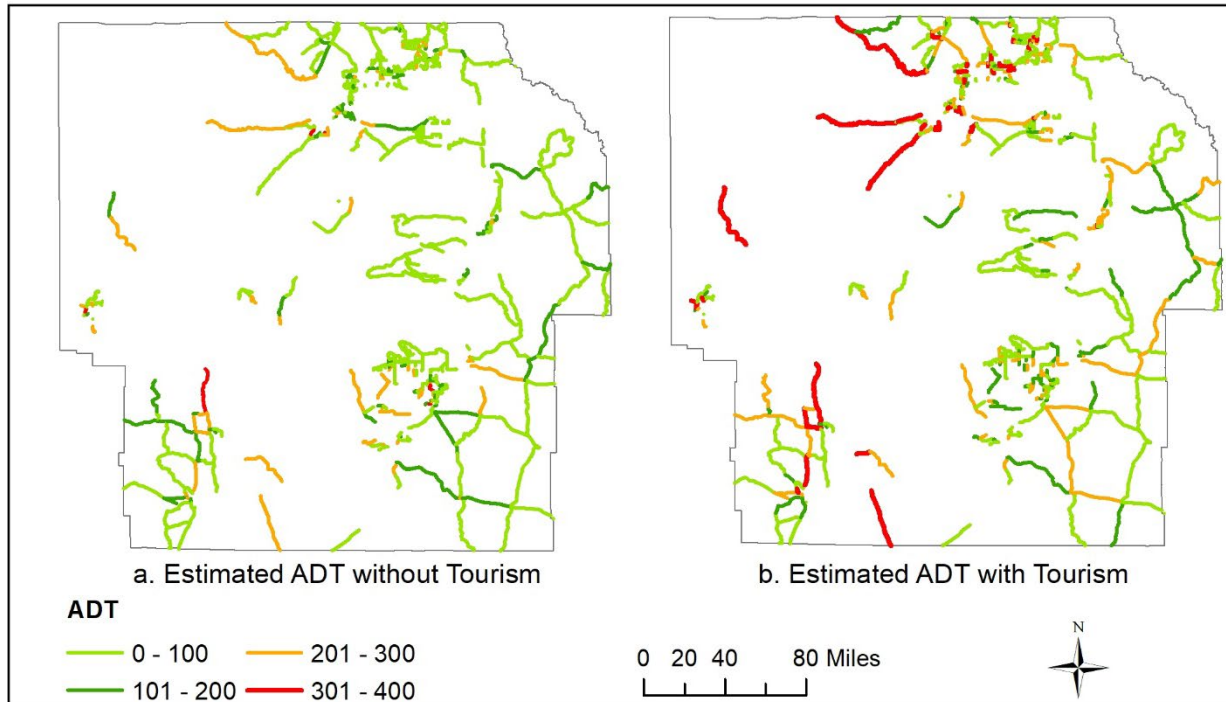 a. Estimated ADT without Tourism
b. Estimated ADT with Tourism
ADT
0 - 100
201 - 300
101 - 200
301 - 400
0 20 40 80 Miles
N